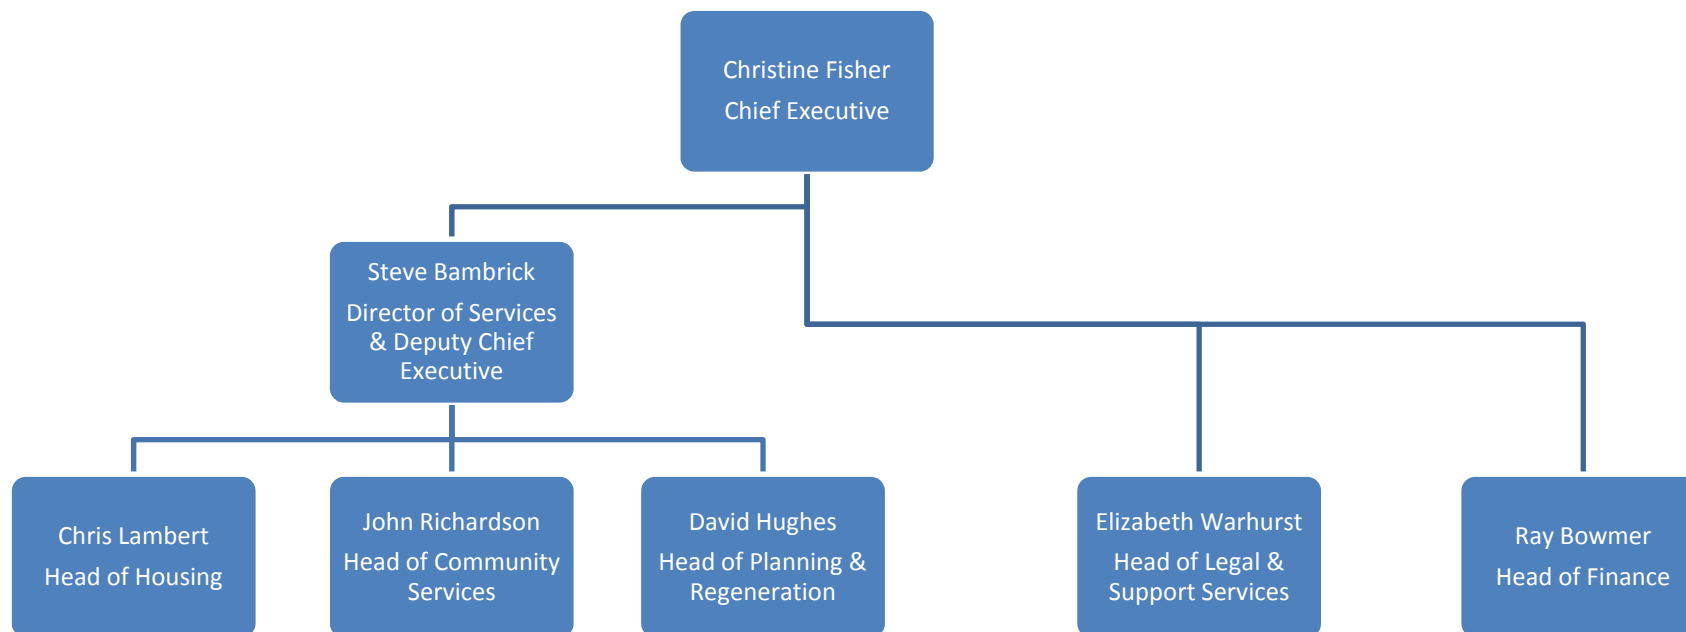 Christine Fisher
Chief Executive
Steve Bambrick
Director of Services
& Deputy Chief
Executive
Chris Lambert
Head of Housing
John Richardson
Head of Community
Services
David Hughes
Head of Planning &
Regeneration
Elizabeth Warhurst
Head of Legal &
Support Services
Ray Bowmer
Head of Finance